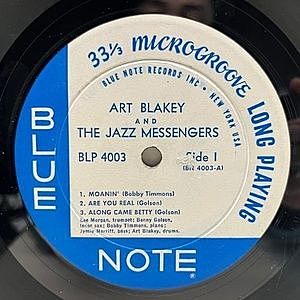 33⅓ MICROGROOVE LONG PLAYING
BLUE NOTE RECORDS INC • NEW YORK USA
ART BLAKEY
AND
THE JAZZ MESSENGERS
BLP 4003 Side 1
(BN 4003-A)
1. MOANIN' (Bobby Timmons)
2. ARE YOU REAL (Golson)
3. ALONG CAME BETTY (Golson)
Lee Morgan, trumpet; Benny Golson,
tenor sax; Bobby Timmons, piano;
Jymie Merritt, bass; Art Blakey, drums.
BLUE
NOTE